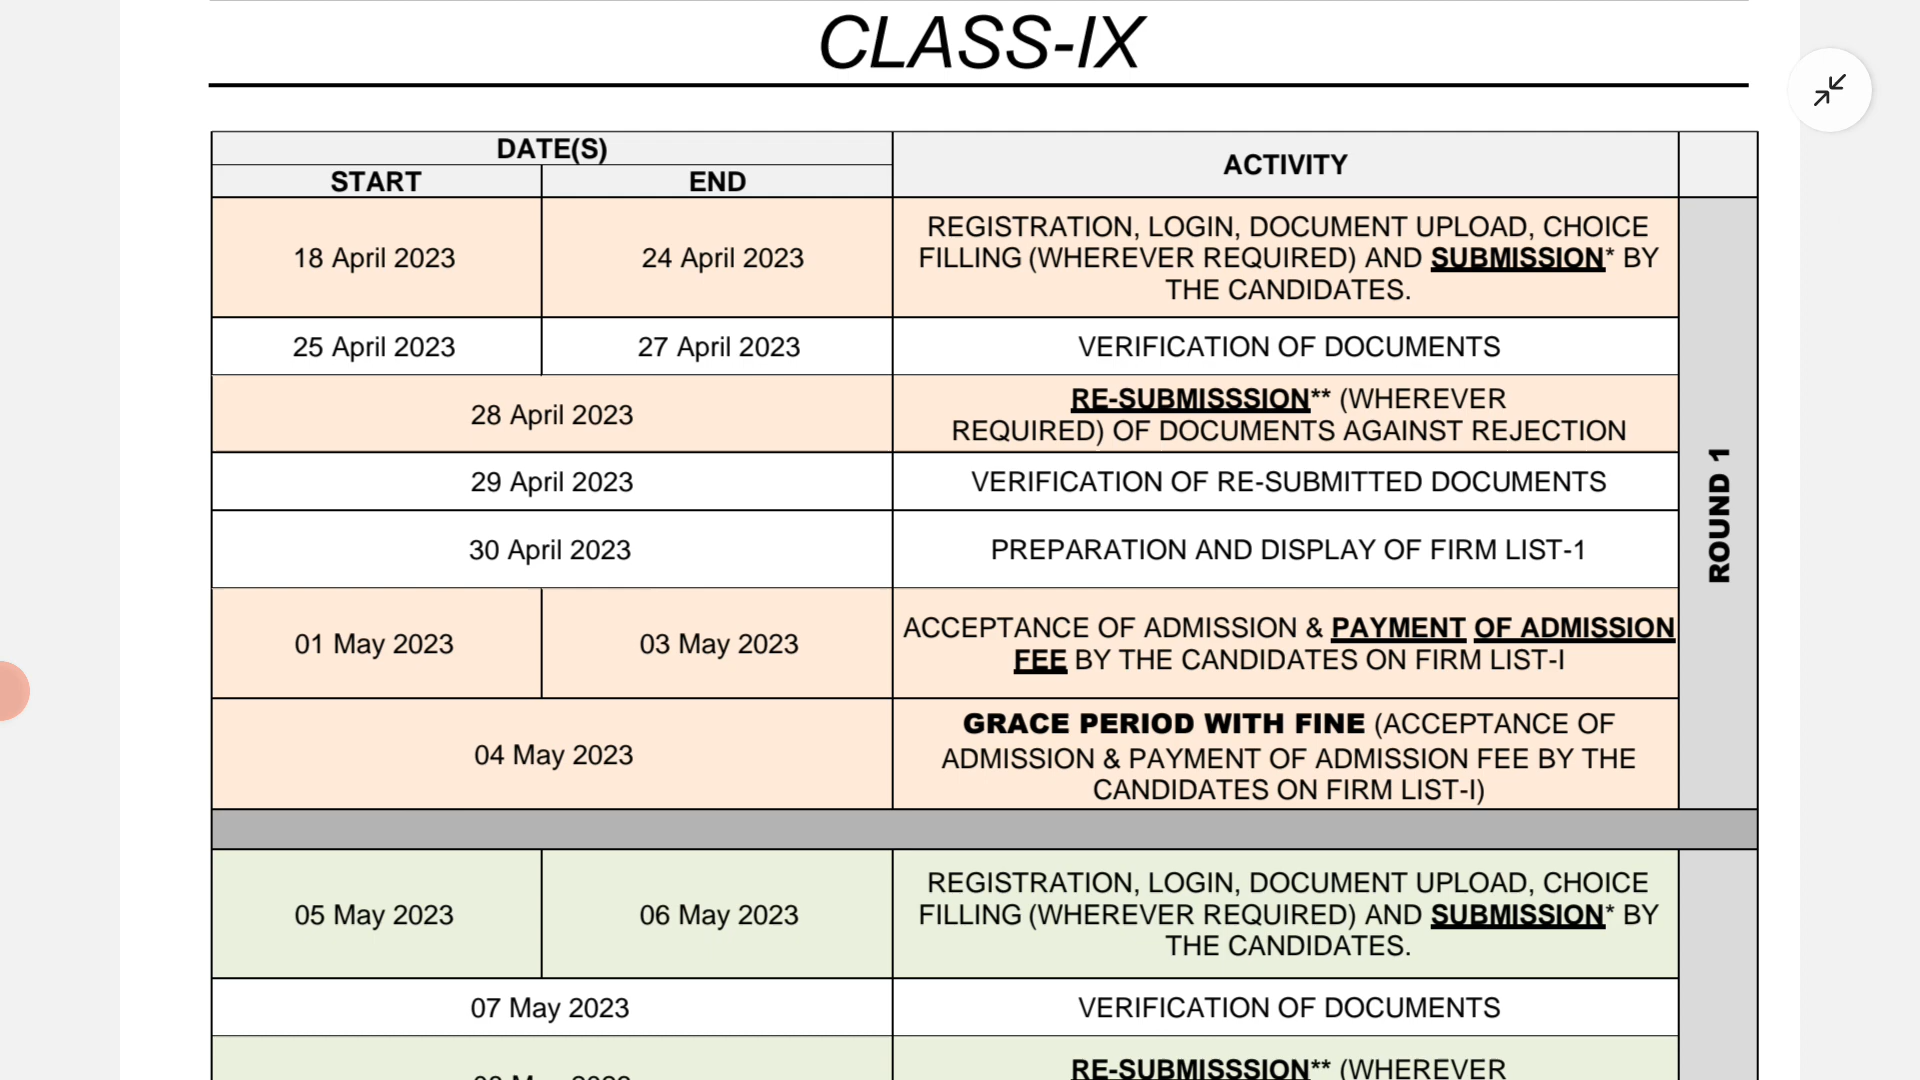 CLASS-IX
DATE(S)
START
END
ACTIVITY
18 April 2023
24 April 2023
REGISTRATION, LOGIN, DOCUMENT UPLOAD, CHOICE
FILLING (WHEREVER REQUIRED) AND SUBMISSION* BY
THE CANDIDATES.
25 April 2023
27 April 2023
VERIFICATION OF DOCUMENTS
28 April 2023
RE-SUBMISSSION** (WHEREVER
REQUIRED) OF DOCUMENTS AGAINST REJECTION
29 April 2023
VERIFICATION OF RE-SUBMITTED DOCUMENTS
30 April 2023
PREPARATION AND DISPLAY OF FIRM LIST-1
01 May 2023
03 May 2023
ACCEPTANCE OF ADMISSION & PAYMENT OF ADMISSION
FEE BY THE CANDIDATES ON FIRM LIST-I
04 May 2023
GRACE PERIOD WITH FINE (ACCEPTANCE OF
ADMISSION & PAYMENT OF ADMISSION FEE BY THE
CANDIDATES ON FIRM LIST-I)
ROUND 1
05 May 2023
06 May 2023
REGISTRATION, LOGIN, DOCUMENT UPLOAD, CHOICE
FILLING (WHEREVER REQUIRED) AND SUBMISSION* BY
THE CANDIDATES.
07 May 2023
VERIFICATION OF DOCUMENTS
RE-SUBMISSSION** (WHEREVER